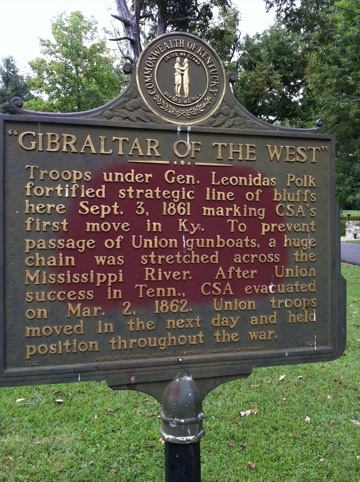 COMMONWEALTH OF KENTUCKY
"GIBRALTAR OF THE WEST"
Troops under Gen. Leonidas Polk
fortified strategic line of bluffs
here Sept. 3, 1861 marking CSA's
first move in Ky. To prevent
passage of Union gunboats, a huge
chain was stretched across the
Mississippi River. After Union
success in Tenn., CSA evacuated
on Mar. 2, 1862. Union troops
moved in the next day and held
position throughout the war.